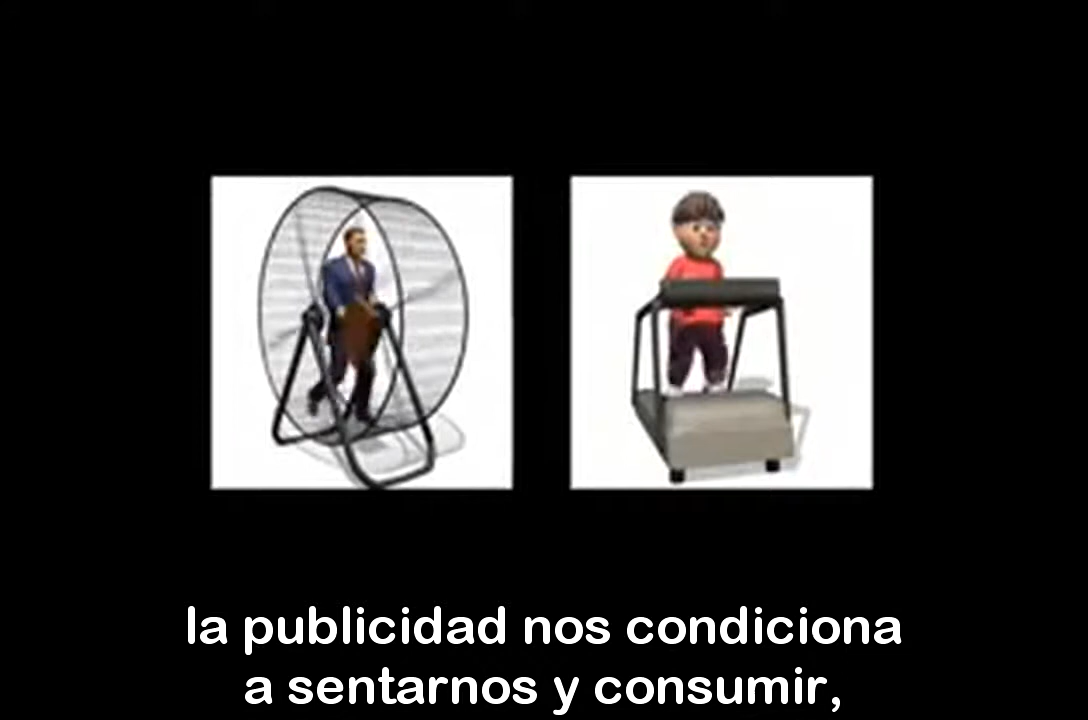 la publicidad nos condiciona
a sentarnos y consumir,